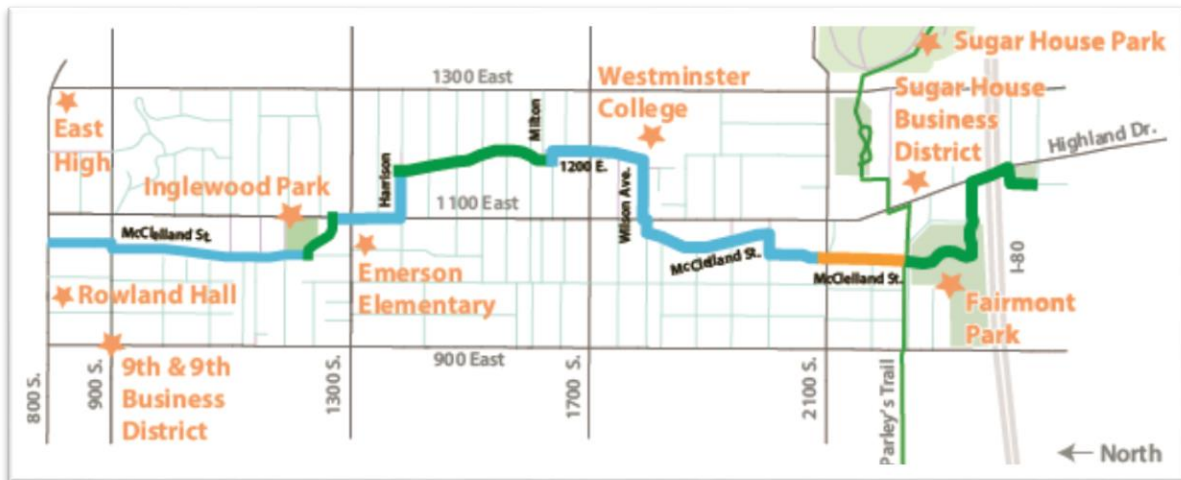 Sugar House Park
1300 East
Westminster
College
Sugar House
Business
District
East
High
Milton
Highland Dr.
Inglewood Park
Harrison
1200 E.
1100 East
Wilson Ave.
McClelland St.
McClelland St.
McClelland St.
I-80
Rowland Hall
Emerson
Elementary
Fairmont
Park
9th & 9th
Business
District
900 East
800 S.
900 S.
1300 S.
1700 S.
2100 S.
Parley's Trail
North